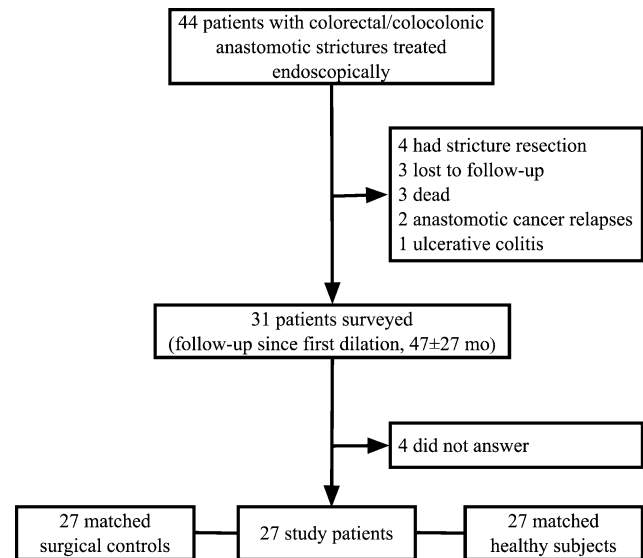 44 patients with colorectal/colocolonic
anastomotic strictures treated
endoscopically
4 had stricture resection
3 lost to follow-up
3 dead
2 anastomotic cancer relapses
1 ulcerative colitis
31 patients surveyed
(follow-up since first dilation, 47±27 mo)
4 did not answer
27 matched
surgical controls
27 study patients
27 matched
healthy subjects